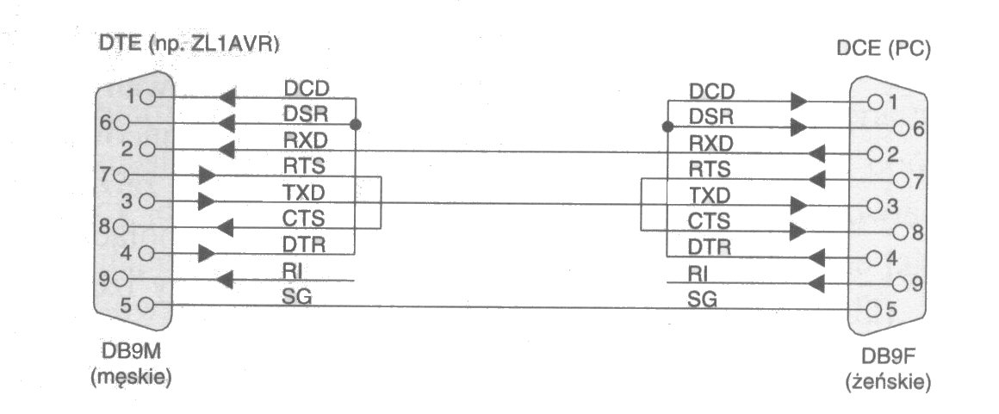 DTE (np. ZL1AVR)
DCE (PC)
1 DCD DCD 1
6 DSR DSR 6
2 RXD RXD 2
7 RTS RTS 7
3 TXD TXD 3
8 CTS CTS 8
4 DTR DTR 4
9 RI RI 9
5 SG SG 5
DB9M
(męskie)
DB9F
(żeńskie)